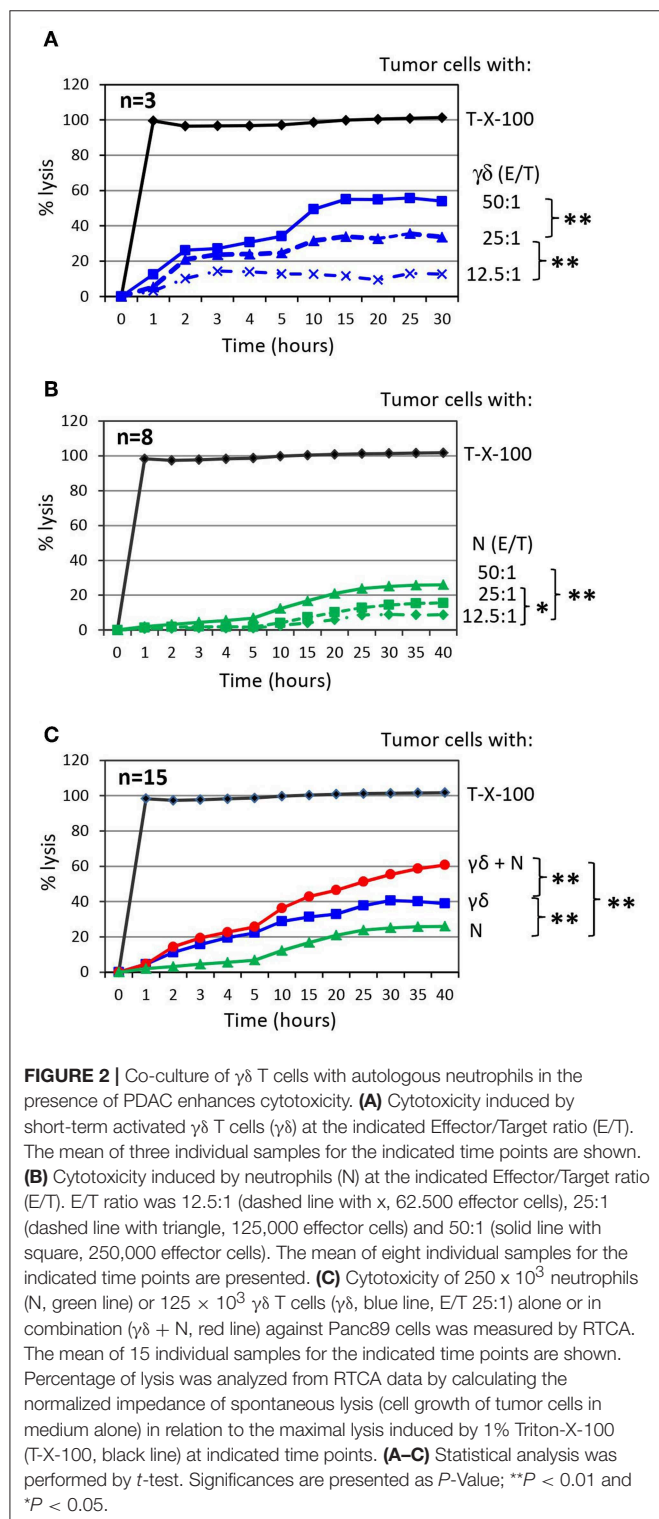 A
Tumor cells with:
n=3
120
100
80
60
40
20
0
% lysis
T-X-100
γδ (E/T)
50:1
25:1
12.5:1
**
**
0 1 2 3 4 5 10 15 20 25 30
Time (hours)
B
Tumor cells with:
n=8
120
100
80
60
40
20
0
% lysis
T-X-100
N (E/T)
50:1
25:1
12.5:1
*
**
0 1 2 3 4 5 10 15 20 25 30 35 40
Time (hours)
C
Tumor cells with:
n=15
120
100
80
60
40
20
0
% lysis
T-X-100
γδ + N
γδ
N
**
**
**
0 1 2 3 4 5 10 15 20 25 30 35 40
Time (hours)
FIGURE 2 | Co-culture of γδ T cells with autologous neutrophils in the
presence of PDAC enhances cytotoxicity. (A) Cytotoxicity induced by
short-term activated γδ T cells (γδ) at the indicated Effector/Target ratio (E/T).
The mean of three individual samples for the indicated time points are shown.
(B) Cytotoxicity induced by neutrophils (N) at the indicated Effector/Target ratio
(E/T). E/T ratio was 12.5:1 (dashed line with x, 62.500 effector cells), 25:1
(dashed line with triangle, 125,000 effector cells) and 50:1 (solid line with
square, 250,000 effector cells). The mean of eight individual samples for the
indicated time points are presented. (C) Cytotoxicity of 250 x 10³ neutrophils
(N, green line) or 125 × 10³ γδ T cells (γδ, blue line, E/T 25:1) alone or in
combination (γδ + N, red line) against Panc89 cells was measured by RTCA.
The mean of 15 individual samples for the indicated time points are shown.
Percentage of lysis was analyzed from RTCA data by calculating the
normalized impedance of spontaneous lysis (cell growth of tumor cells in
medium alone) in relation to the maximal lysis induced by 1% Triton-X-100
(T-X-100, black line) at indicated time points. (A–C) Statistical analysis was
performed by t-test. Significances are presented as P-Value; **P < 0.01 and
*P < 0.05.